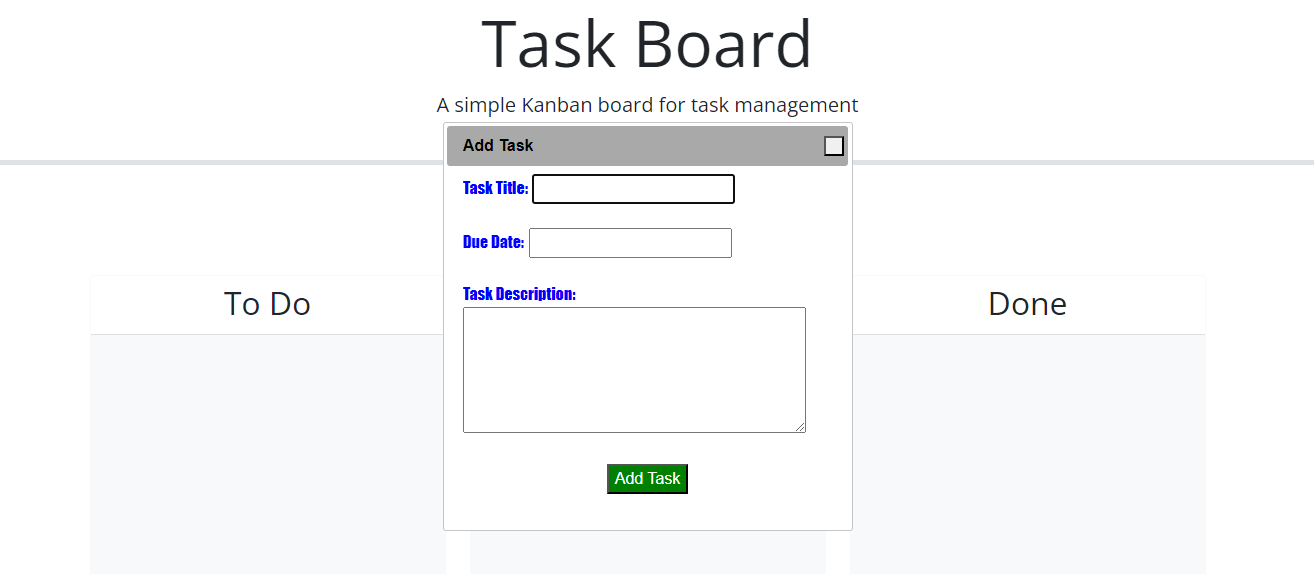 Task Board
A simple Kanban board for task management
Add Task
Task Title:
Due Date:
Task Description:
Add Task
To Do
Done